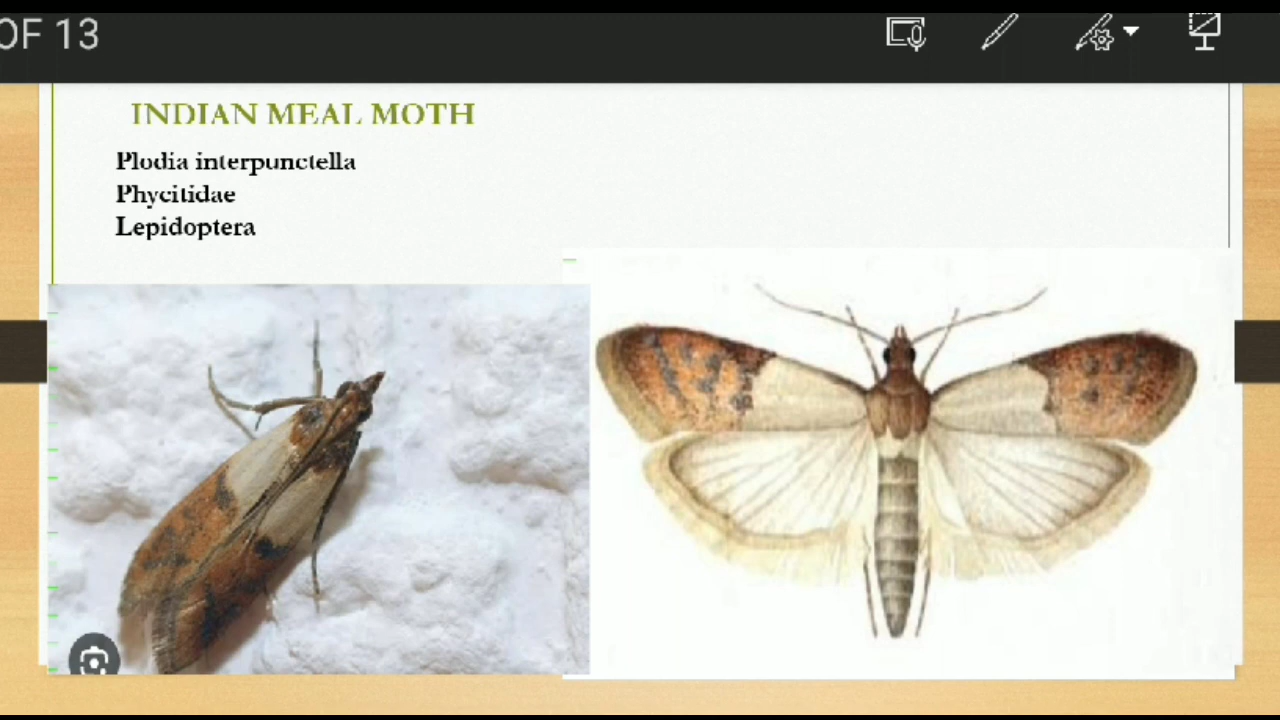 OF 13
INDIAN MEAL MOTH
Plodia interpunctella
Phycitidae
Lepidoptera